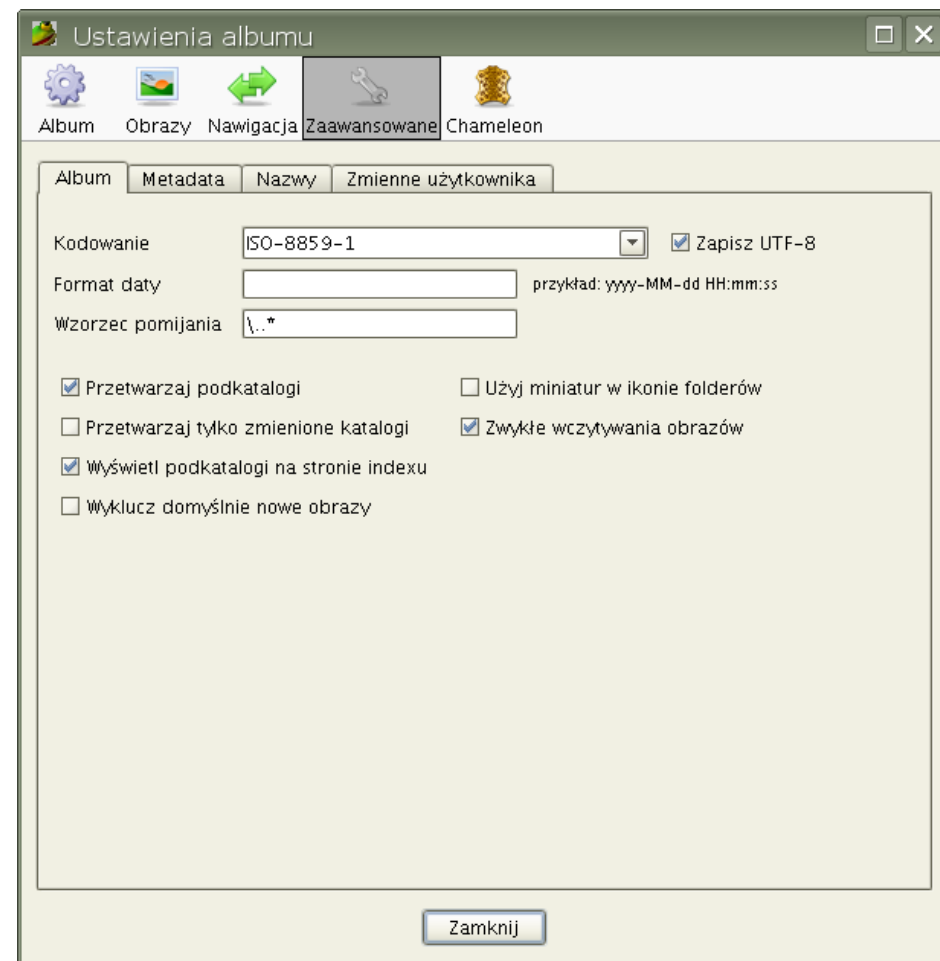 Ustawienia albumu
Album Obrazy Nawigacja Zaawansowane Chameleon
Album Metadata Nazwy Zmienne użytkownika
Kodowanie ISO-8859-1 Zapisz UTF-8
Format daty przykład: yyyy-MM-dd HH:mm:ss
Wzorzec pomijania \..*
Przetwarzaj podkatalogi Użyj miniatur w ikonie folderów
Przetwarzaj tylko zmienione katalogi Zwykłe wczytywania obrazów
Wyświetl podkatalogi na stronie indexu
Wyklucz domyślnie nowe obrazy
Zamknij